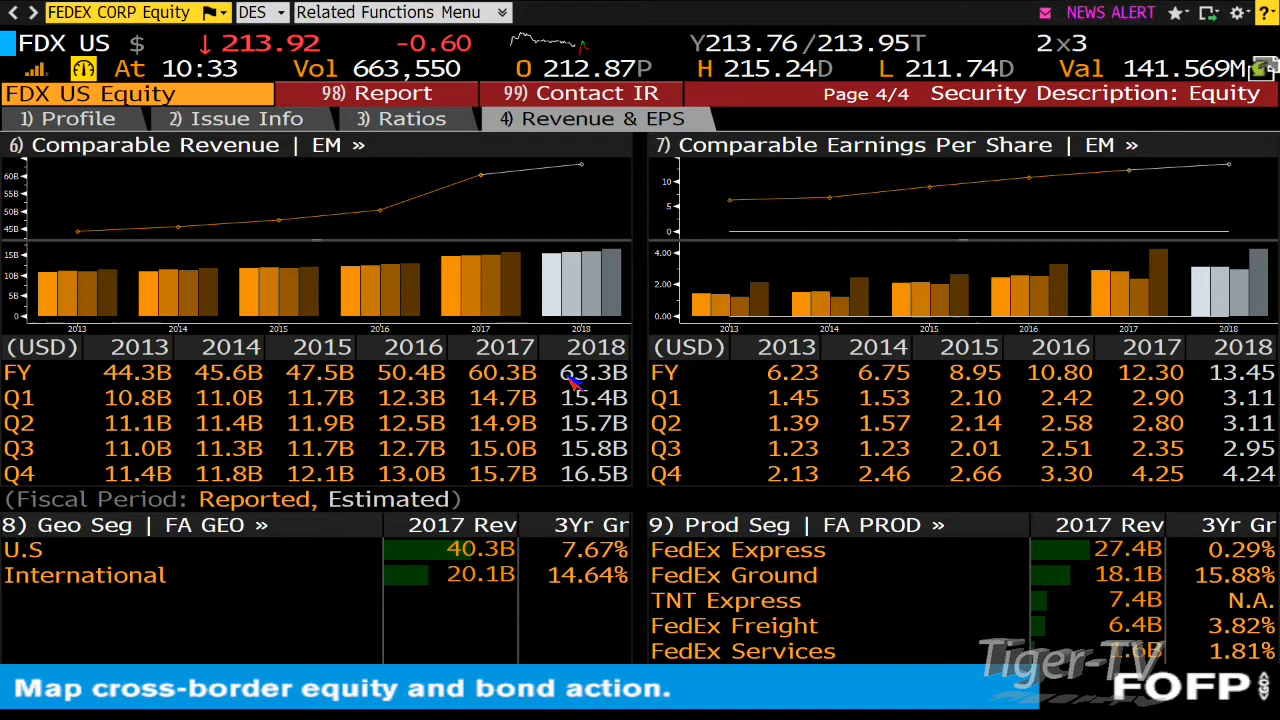 FEDEX CORP Equity DES Related Functions Menu NEWS ALERT ?
FDX US $ ↓ 213.92 -0.60 Y213.76 / 213.95T 2 x 3
At 10:33 Vol 663,550 O 212.87P H 215.24D L 211.74D Val 141.569M
FDX US Equity 98) Report 99) Contact IR Page 4/4 Security Description: Equity
1) Profile 2) Issue Info 3) Ratios 4) Revenue & EPS
6) Comparable Revenue | EM »
60B
55B
50B
45B
15B
10B
5B
0
2013 2014 2015 2016 2017 2018
(USD) 2013 2014 2015 2016 2017 2018
FY 44.3B 45.6B 47.5B 50.4B 60.3B 63.3B
Q1 10.8B 11.0B 11.7B 12.3B 14.7B 15.4B
Q2 11.1B 11.4B 11.9B 12.5B 14.9B 15.7B
Q3 11.0B 11.3B 11.7B 12.7B 15.0B 15.8B
Q4 11.4B 11.8B 12.1B 13.0B 15.7B 16.5B
(Fiscal Period: Reported, Estimated)
7) Comparable Earnings Per Share | EM »
10
5
0
4.00
2.00
0.00
2013 2014 2015 2016 2017 2018
(USD) 2013 2014 2015 2016 2017 2018
FY 6.23 6.75 8.95 10.80 12.30 13.45
Q1 1.45 1.53 2.10 2.42 2.90 3.11
Q2 1.39 1.57 2.14 2.58 2.80 3.11
Q3 1.23 1.23 2.01 2.51 2.35 2.95
Q4 2.13 2.46 2.66 3.30 4.25 4.24
8) Geo Seg | FA GEO » 2017 Rev 3Yr Gr
U.S 40.3B 7.67%
International 20.1B 14.64%
9) Prod Seg | FA PROD » 2017 Rev 3Yr Gr
FedEx Express 27.4B 0.29%
FedEx Ground 18.1B 15.88%
TNT Express 7.4B N.A.
FedEx Freight 6.4B 3.82%
FedEx Services 1.6B 1.81%
Tiger-TV
Map cross-border equity and bond action. FOFP <GO>